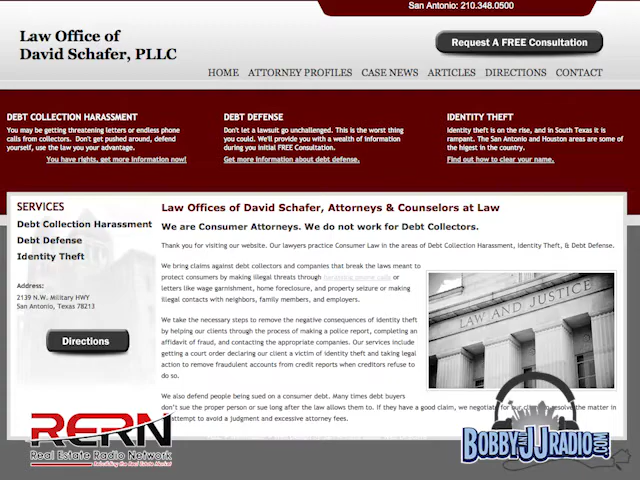 San Antonio: 210.348.0500
Law Office of
David Schafer, PLLC
Request A FREE Consultation
HOME ATTORNEY PROFILES CASE NEWS ARTICLES DIRECTIONS CONTACT
DEBT COLLECTION HARASSMENT
You may be getting threatening letters or endless phone
calls from collectors. Don't get pushed around, defend
yourself, use the law you your advantage.
You have rights, get more information now!
DEBT DEFENSE
Don't let a lawsuit go unchallenged. This is the worst thing
you could. We'll provide you with a wealth of information
during you initial FREE Consultation.
Get more information about debt defense.
IDENTITY THEFT
Identity theft is on the rise, and in South Texas it is
rampant. The San Antonio and Houston areas are some of
the higest in the country.
Find out how to clear your name.
SERVICES
Debt Collection Harassment
Debt Defense
Identity Theft
Address:
2139 N.W. Military HWY
San Antonio, Texas 78213
Directions
Law Offices of David Schafer, Attorneys & Counselors at Law
We are Consumer Attorneys. We do not work for Debt Collectors.
Thank you for visiting our website. Our lawyers practice Consumer Law in the areas of Debt Collection Harassment, Identity Theft, & Debt Defense.
We bring claims against debt collectors and companies that break the laws meant to
protect consumers by making illegal threats through harassing phone calls or
letters like wage garnishment, home foreclosure, and property seizure or making
illegal contacts with neighbors, family members, and employers.
We take the necessary steps to remove the negative consequences of identity theft
by helping our clients through the process of making a police report, completing an
affidavit of fraud, and contacting the appropriate companies. Our services include
getting a court order declaring our client a victim of identity theft and taking legal
action to remove fraudulent accounts from credit reports when creditors refuse to
do so.
LAW AND JUSTICE
We also defend people being sued on a consumer debt. Many times debt buyers
don't sue the proper person or sue long after the law allows them to. If they have a good claim, we negotiate for our resolve the matter in
attempt to avoid a judgment and excessive attorney fees.
RERN
Real Estate Radio Network
Rebuilding the Real Estate Market
BOBBY AND JJRADIO.COM